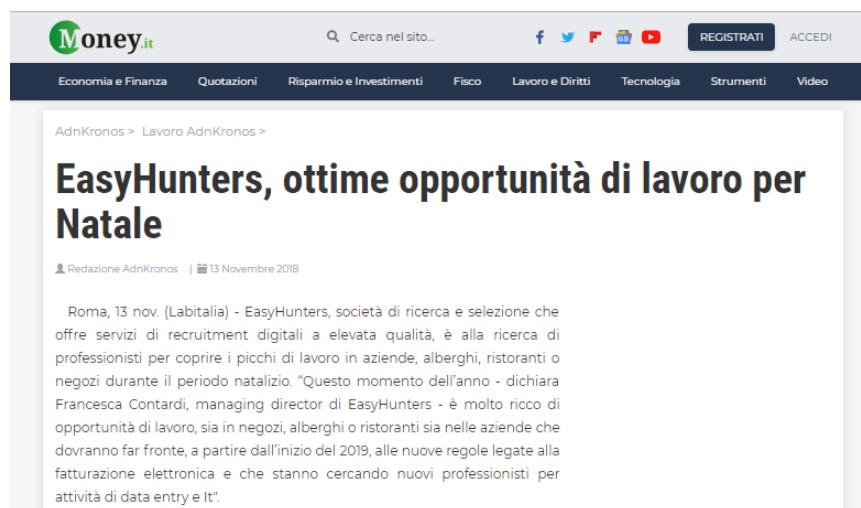 Money.it
Cerca nel sito...
REGISTRATI
ACCEDI
Economia e Finanza Quotazioni Risparmio e Investimenti Fisco Lavoro e Diritti Tecnologia Strumenti Video
AdnKronos > Lavoro AdnKronos >
EasyHunters, ottime opportunità di lavoro per
Natale
Redazione AdnKronos | 13 Novembre 2018
Roma, 13 nov. (Labitalia) - EasyHunters, società di ricerca e selezione che
offre servizi di recruitment digitali a elevata qualità, è alla ricerca di
professionisti per coprire i picchi di lavoro in aziende, alberghi, ristoranti o
negozi durante il periodo natalizio. “Questo momento dell'anno - dichiara
Francesca Contardi, managing director di EasyHunters - è molto ricco di
opportunità di lavoro, sia in negozi, alberghi o ristoranti sia nelle aziende che
dovranno far fronte, a partire dall'inizio del 2019, alle nuove regole legate alla
fatturazione elettronica e che stanno cercando nuovi professionisti per
attività di data entry e It".